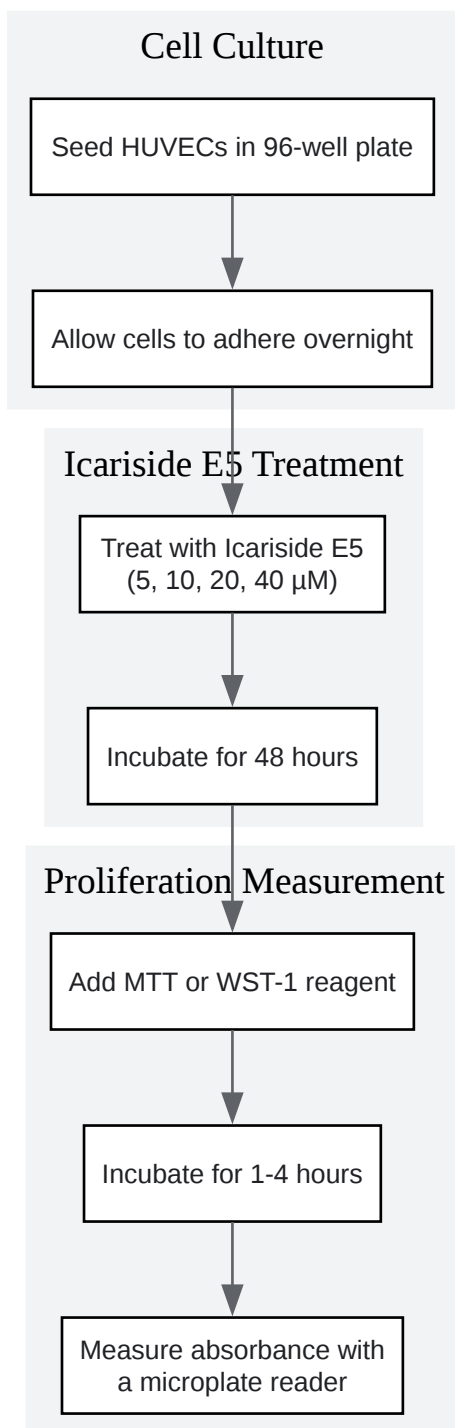 Cell Culture
Seed HUVECs in 96-well plate
Allow cells to adhere overnight
Icariside E5 Treatment
Treat with Icariside E5
(5, 10, 20, 40 µM)
Incubate for 48 hours
Proliferation Measurement
Add MTT or WST-1 reagent
Incubate for 1-4 hours
Measure absorbance with
a microplate reader